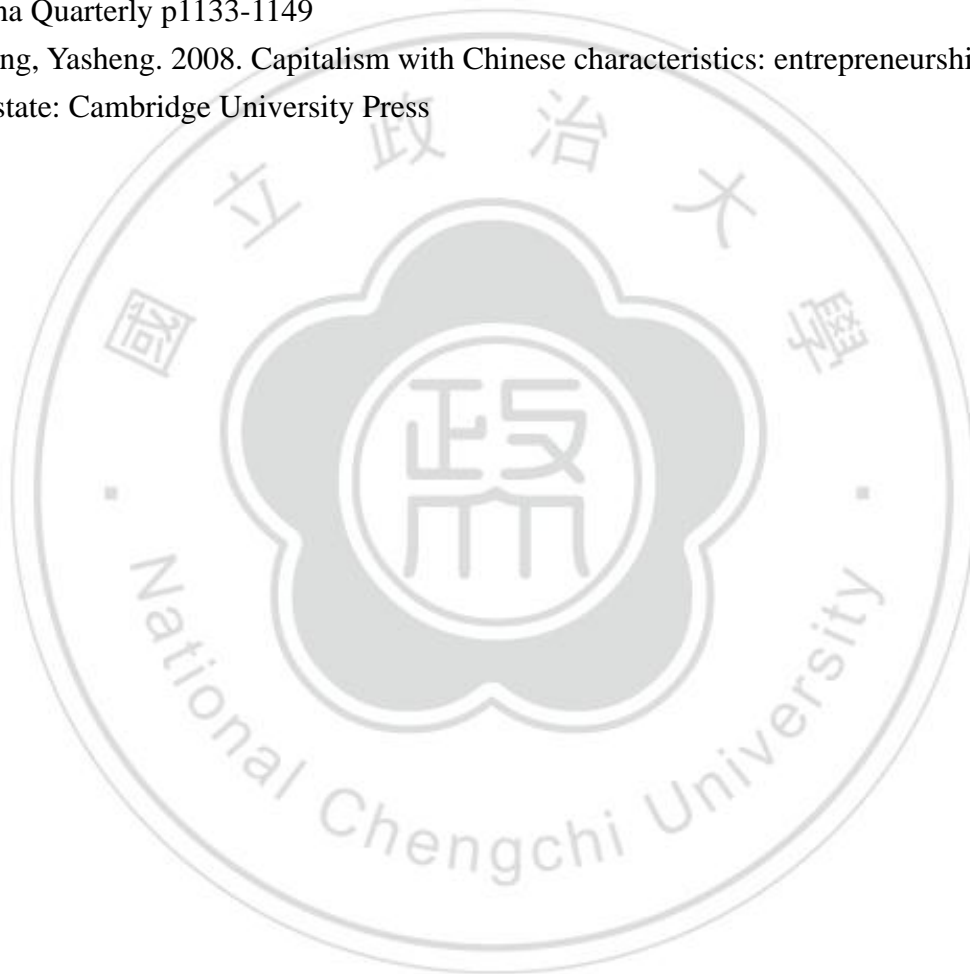 na Quarterly p1133-1149
ng, Yasheng. 2008. Capitalism with Chinese characteristics: entrepreneurshi
state: Cambridge University Press
國立政治大學
政大
National Chengchi University